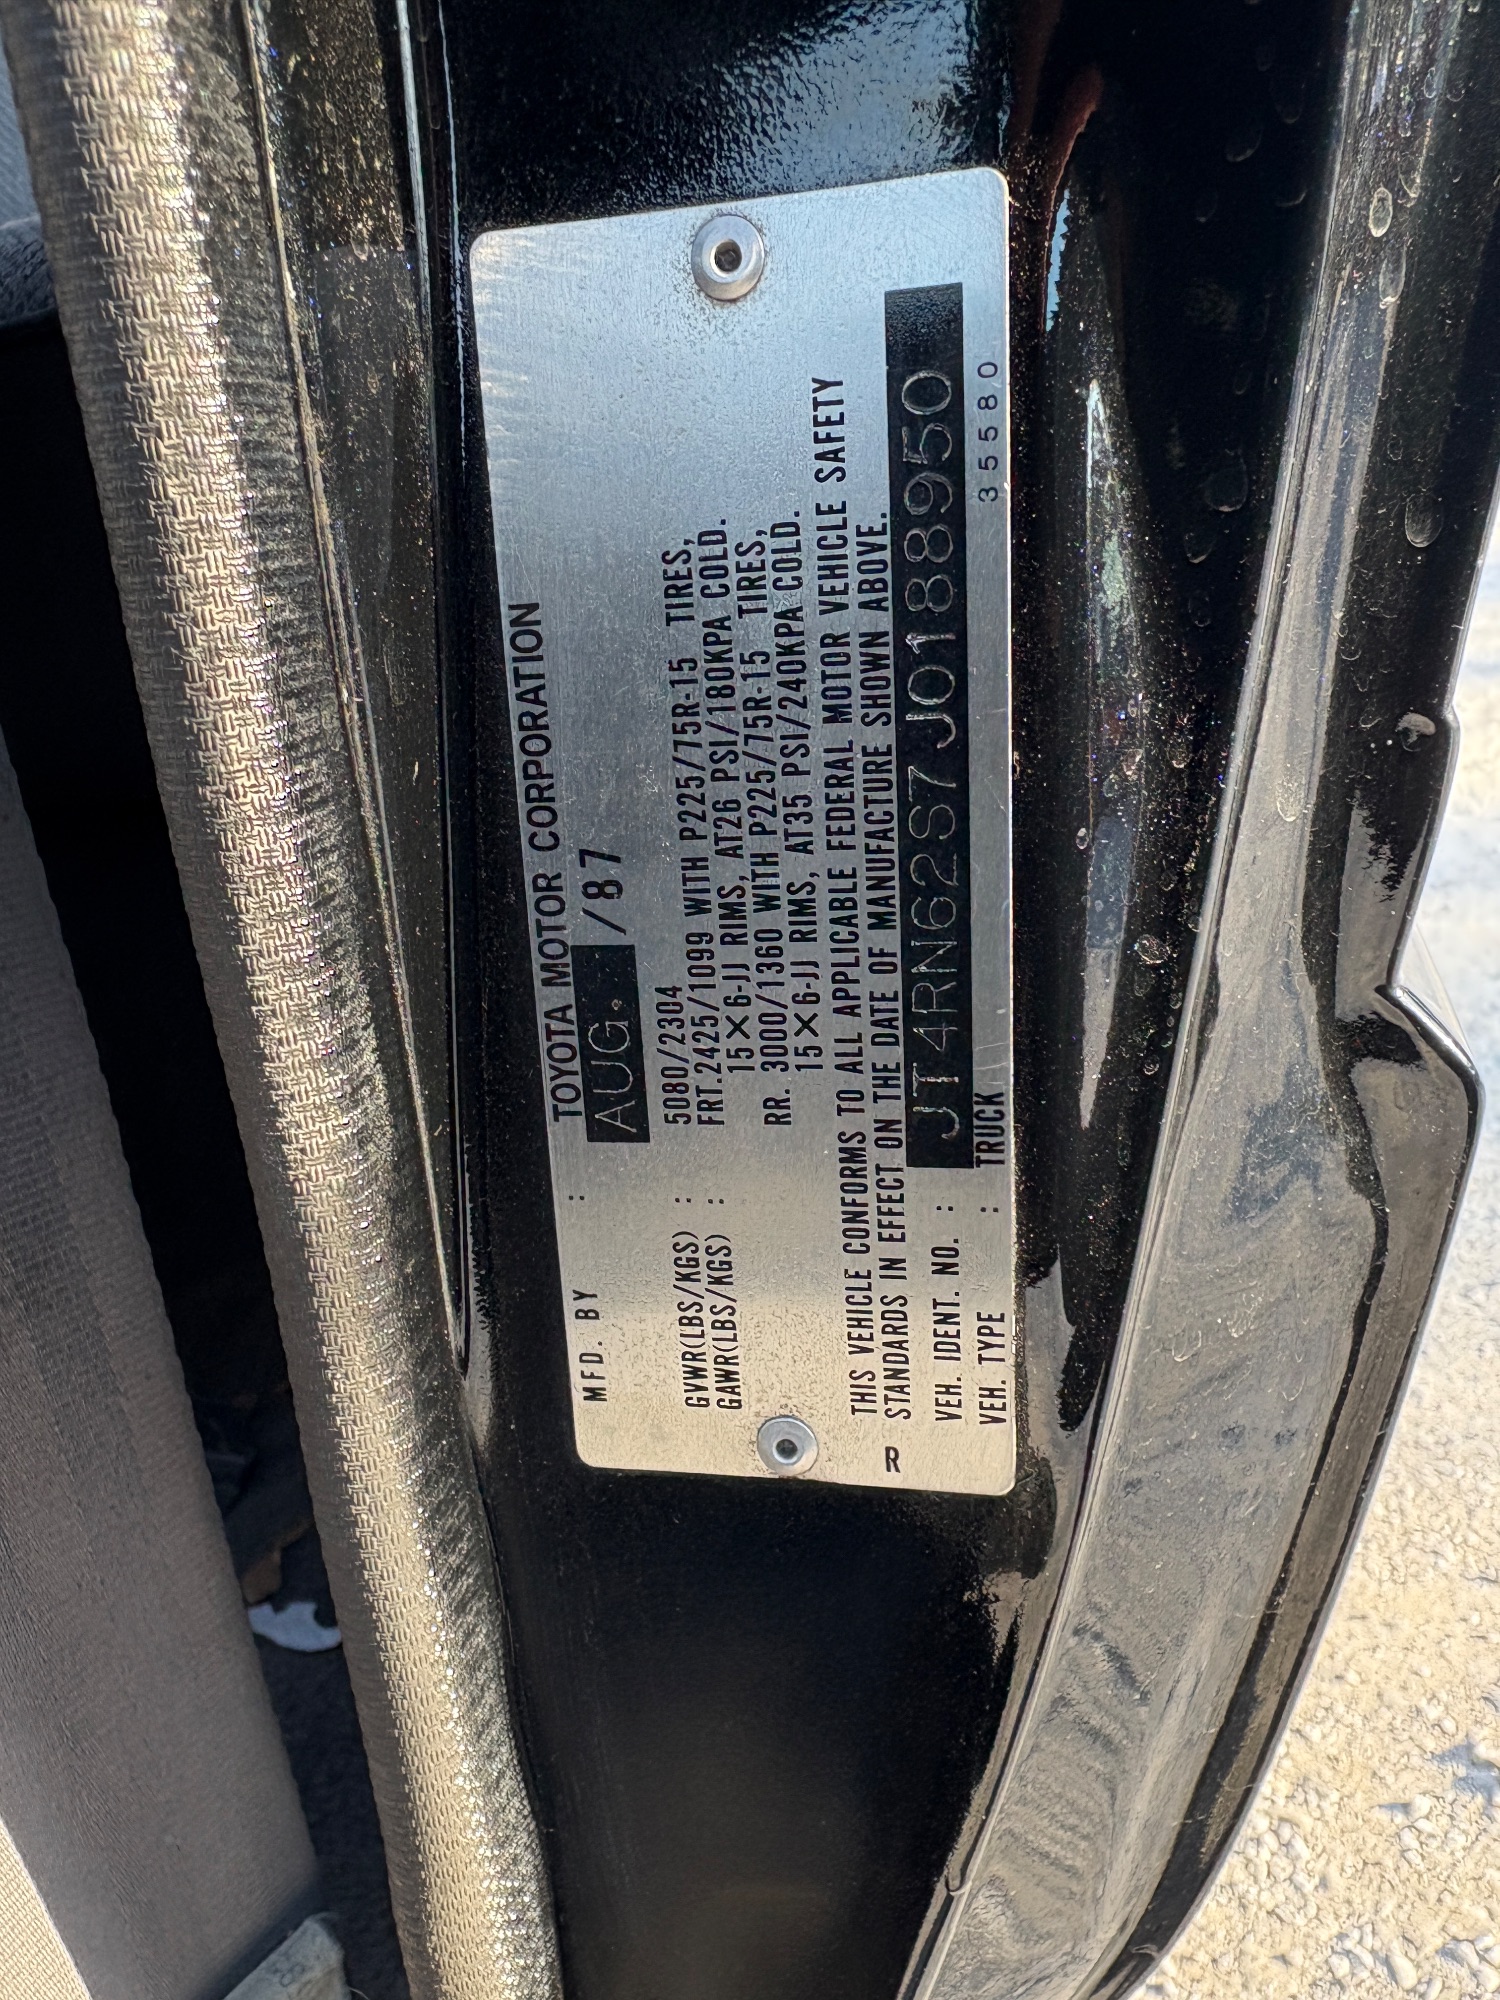 MFD. BY : TOYOTA MOTOR CORPORATION
AUG. /87
GVWR(LBS/KGS) : 5080/2304
GAWR(LBS/KGS) : FRT.2425/1099 WITH P225/75R-15 TIRES,
15×6-JJ RIMS, AT26 PSI/180KPA COLD.
RR. 3000/1360 WITH P225/75R-15 TIRES,
15×6-JJ RIMS, AT35 PSI/240KPA COLD.
THIS VEHICLE CONFORMS TO ALL APPLICABLE FEDERAL MOTOR VEHICLE SAFETY
R STANDARDS IN EFFECT ON THE DATE OF MANUFACTURE SHOWN ABOVE.
VEH. IDENT. NO. : JT4RN62S7J0188950
VEH. TYPE : TRUCK 35580